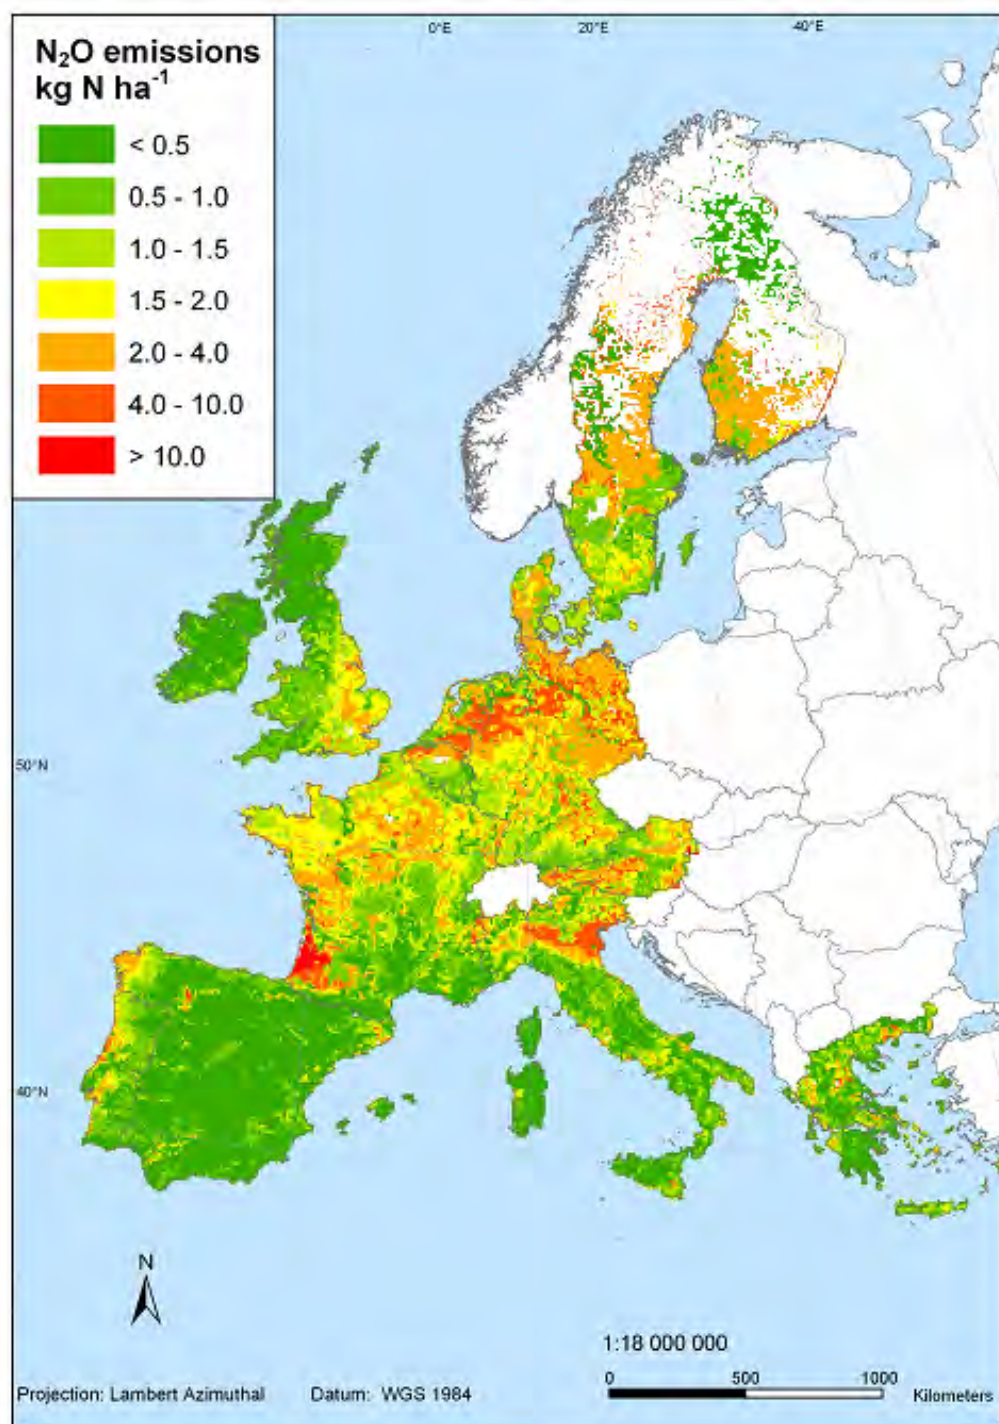 0°E 20°E 40°E
N₂O emissions
kg N ha⁻¹
< 0.5
0.5 - 1.0
1.0 - 1.5
1.5 - 2.0
2.0 - 4.0
4.0 - 10.0
> 10.0
50°N
40°N
N
1:18 000 000
0 500 1000
Kilometers
Projection: Lambert Azimuthal Datum: WGS 1984